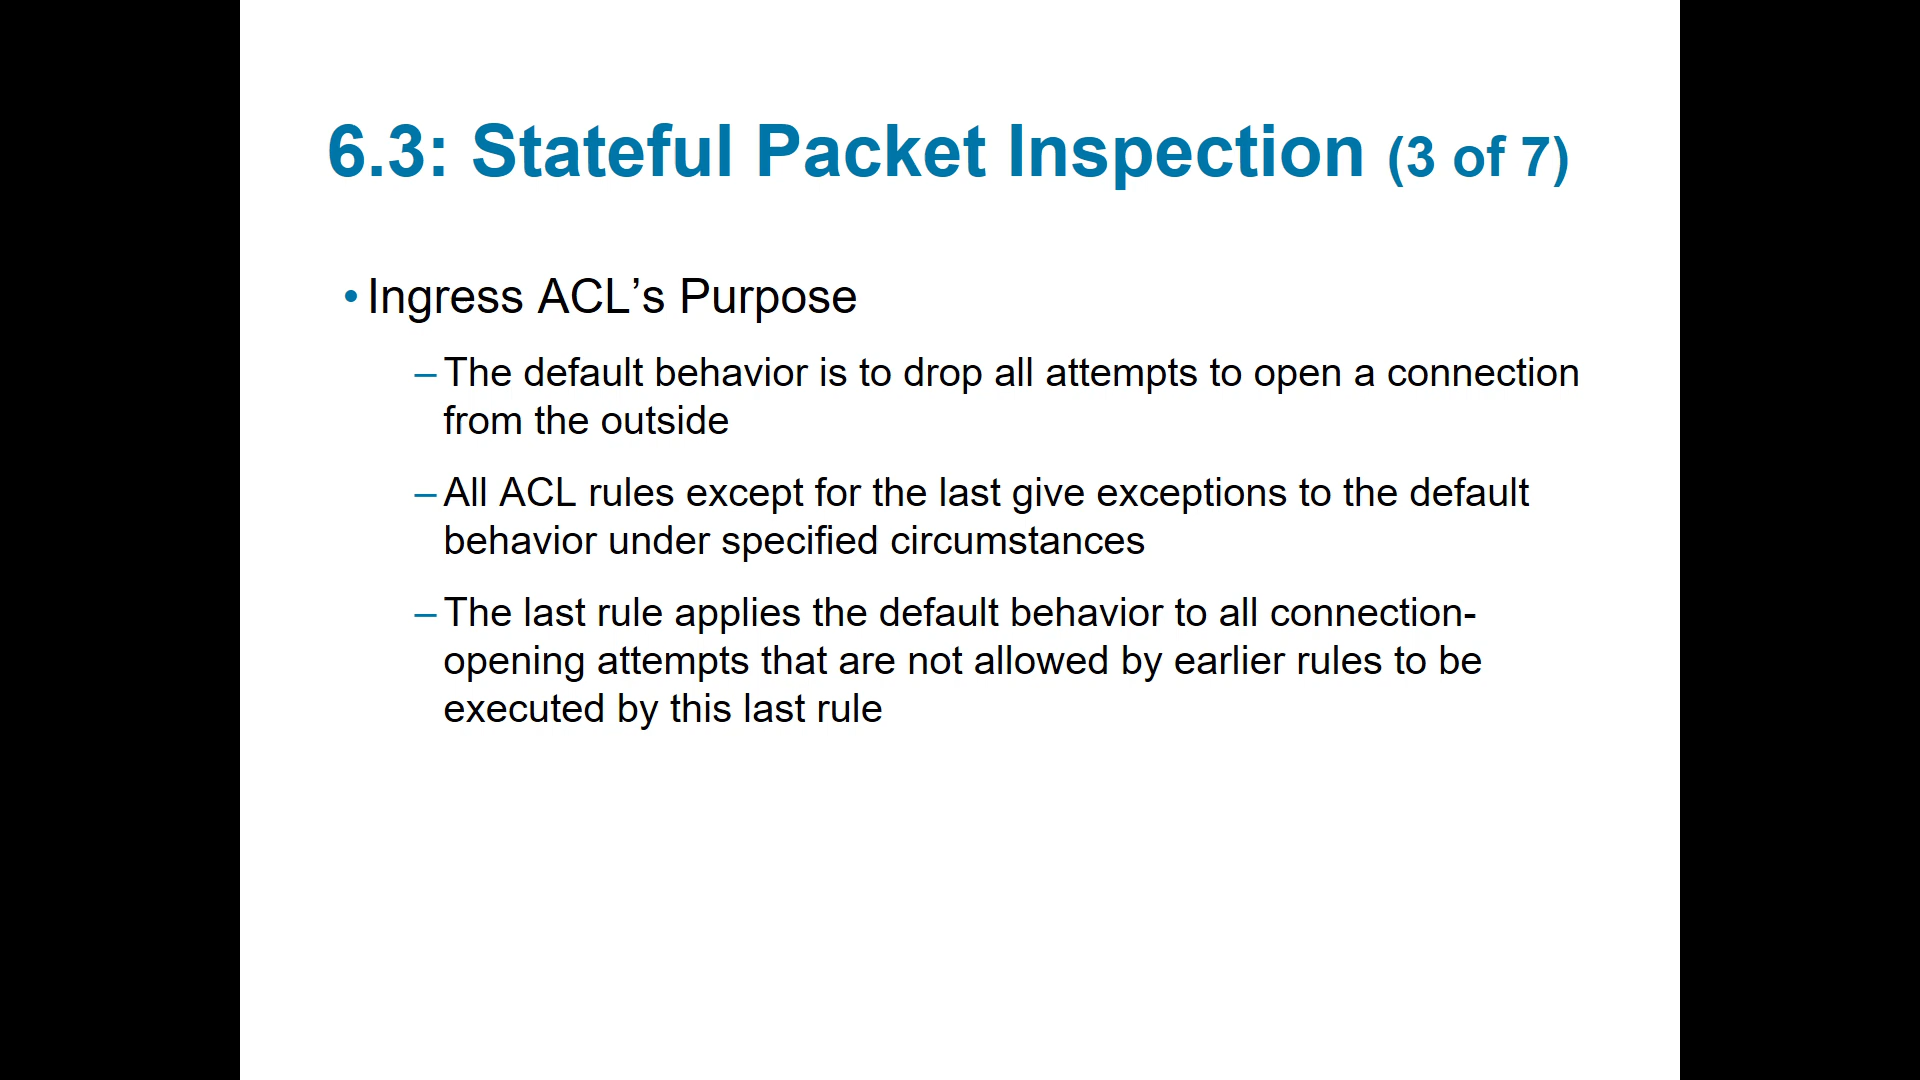 6.3: Stateful Packet Inspection (3 of 7)
• Ingress ACL’s Purpose
– The default behavior is to drop all attempts to open a connection
from the outside
– All ACL rules except for the last give exceptions to the default
behavior under specified circumstances
– The last rule applies the default behavior to all connection-
opening attempts that are not allowed by earlier rules to be
executed by this last rule